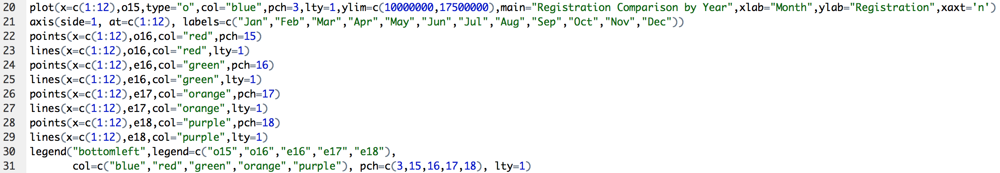 20 plot(x=c(1:12),o15,type="o",col="blue",pch=3,lty=1,ylim=c(10000000,17500000),main="Registration Comparison by Year",xlab="Month",ylab="Registration",xaxt='n')
21 axis(side=1, at=c(1:12), labels=c("Jan","Feb","Mar","Apr","May","Jun","Jul","Aug","Sep","Oct","Nov","Dec"))
22 points(x=c(1:12),o16,col="red",pch=15)
23 lines(x=c(1:12),o16,col="red",lty=1)
24 points(x=c(1:12),e16,col="green",pch=16)
25 lines(x=c(1:12),e16,col="green",lty=1)
26 points(x=c(1:12),e17,col="orange",pch=17)
27 lines(x=c(1:12),e17,col="orange",lty=1)
28 points(x=c(1:12),e18,col="purple",pch=18)
29 lines(x=c(1:12),e18,col="purple",lty=1)
30 legend("bottomleft",legend=c("o15","o16","e16","e17","e18"),
31        col=c("blue","red","green","orange","purple"), pch=c(3,15,16,17,18), lty=1)